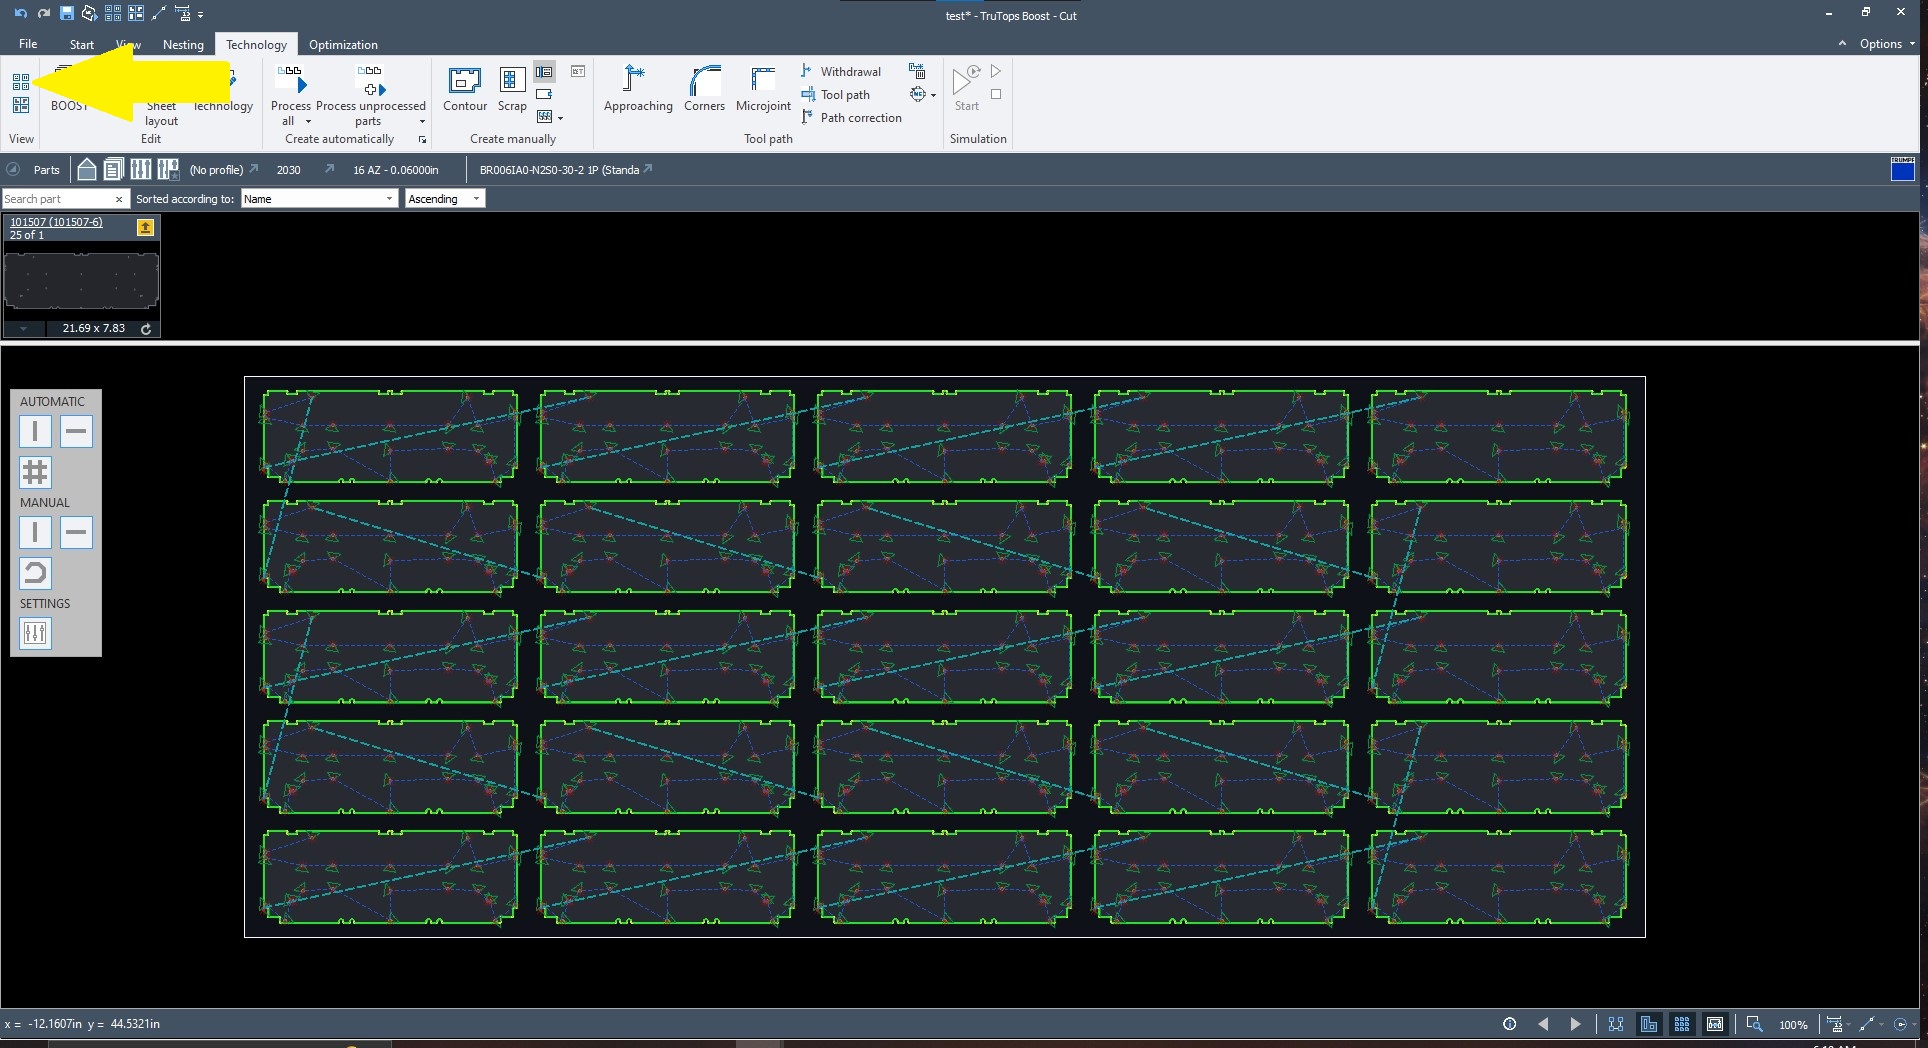 test* - TruTops Boost - Cut
File Start View Nesting Technology Optimization
Options
BOOST
Sheet layout
Technology
Process all
Process unprocessed parts
Contour
Scrap
Approaching
Corners
Microjoint
Withdrawal
Tool path
Path correction
Start
View
Edit
Create automatically
Create manually
Tool path
Simulation
Parts
(No profile)
2030
16 AZ - 0.06000in
BR006IA0-N2S0-30-2 1P (Standa
TRUMPF
Search part
Sorted according to:
Name
Ascending
101507 (101507-6)
25 of 1
21.69 x 7.83
AUTOMATIC
MANUAL
SETTINGS
x = -12.1607in y = 44.5321in
100%